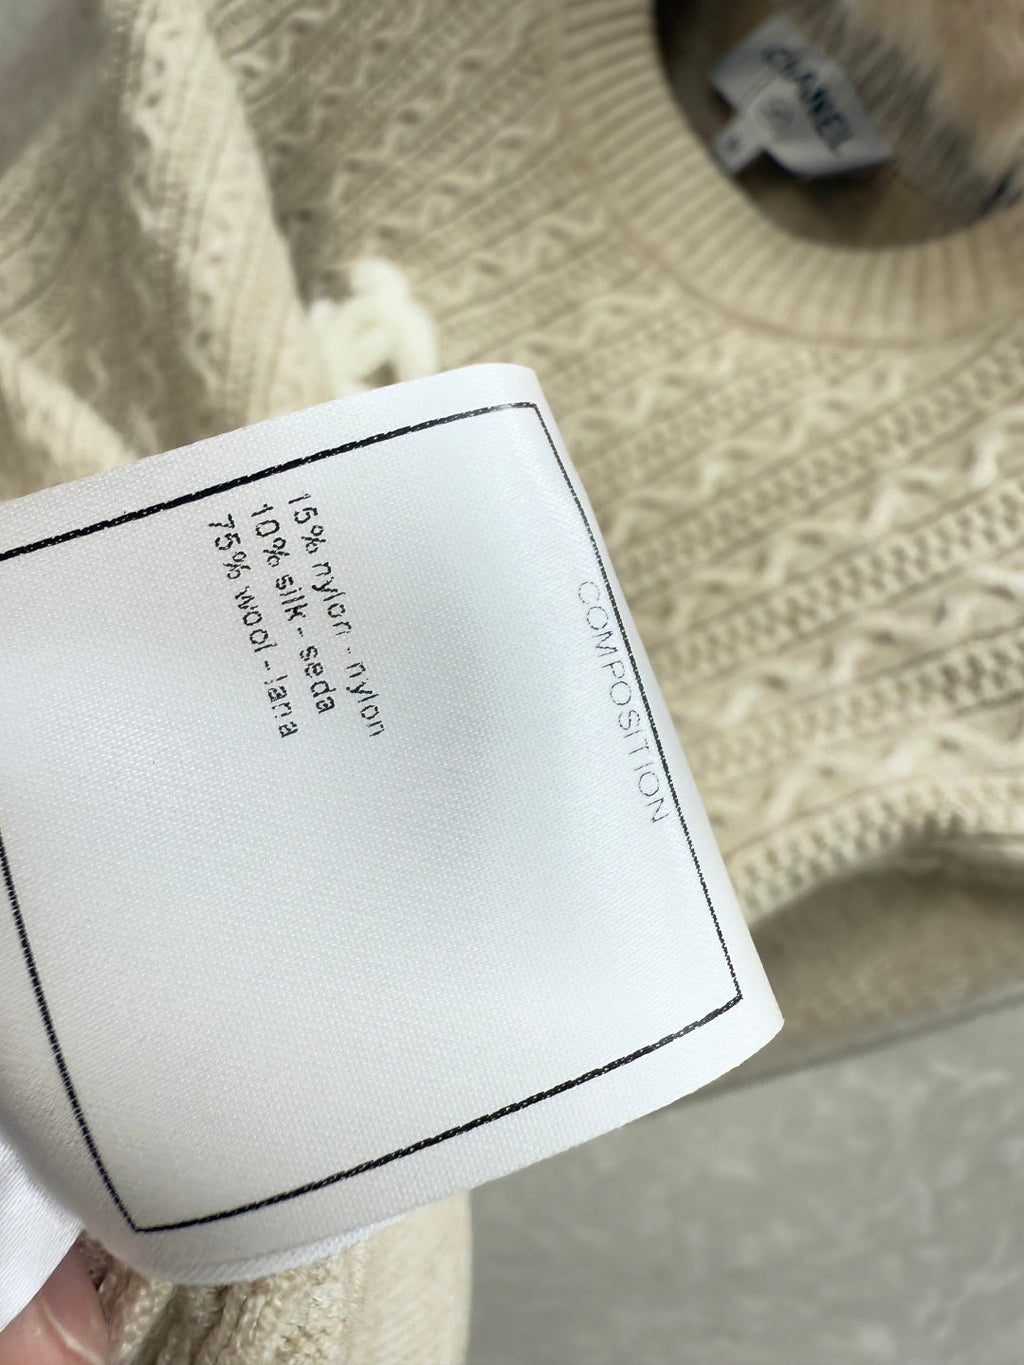 CHANEL
COMPOSITION
15% nylon - nylon
10% silk - seda
75% wool - lana